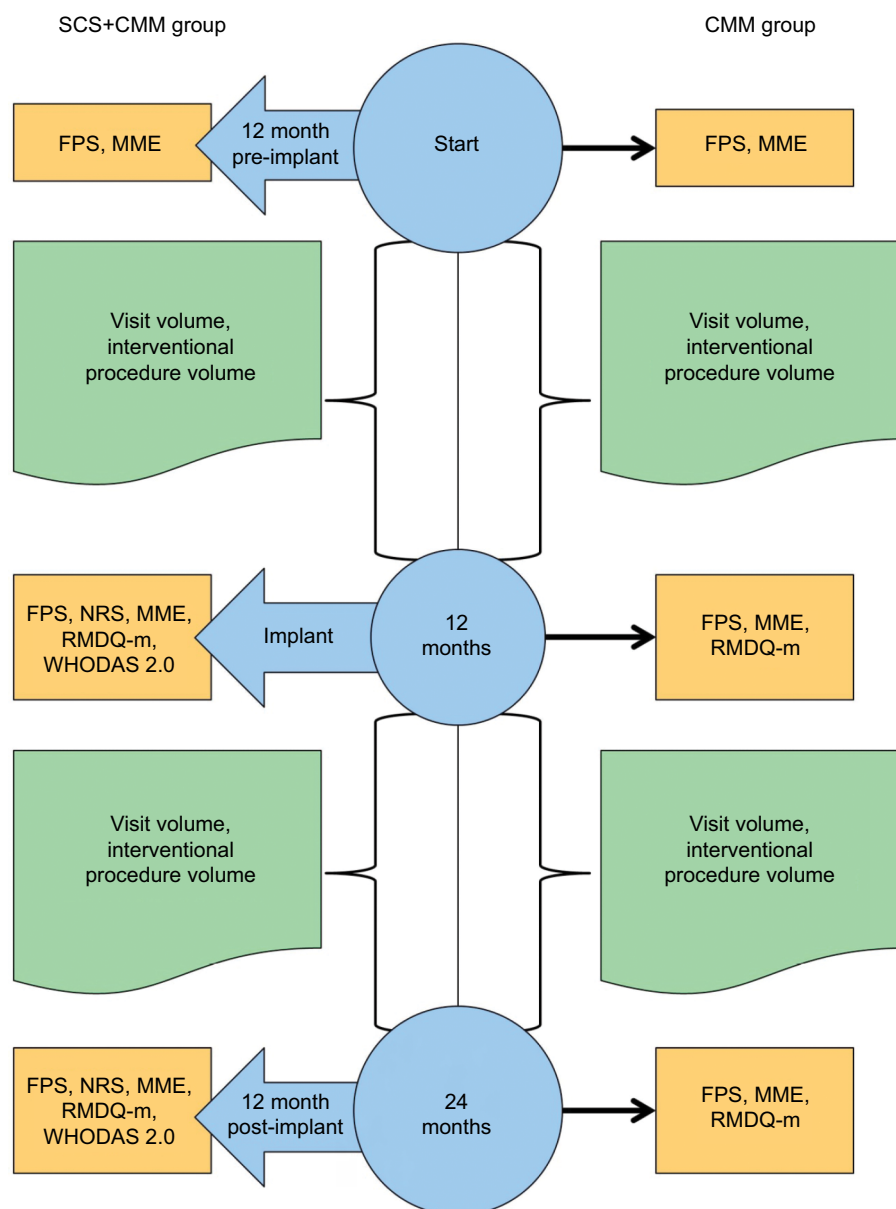 SCS+CMM group
CMM group
FPS, MME
12 month
pre-implant
Start
FPS, MME
Visit volume,
interventional
procedure volume
Visit volume,
interventional
procedure volume
FPS, NRS, MME,
RMDQ-m,
WHODAS 2.0
Implant
12
months
FPS, MME,
RMDQ-m
Visit volume,
interventional
procedure volume
Visit volume,
interventional
procedure volume
FPS, NRS, MME,
RMDQ-m,
WHODAS 2.0
12 month
post-implant
24
months
FPS, MME,
RMDQ-m